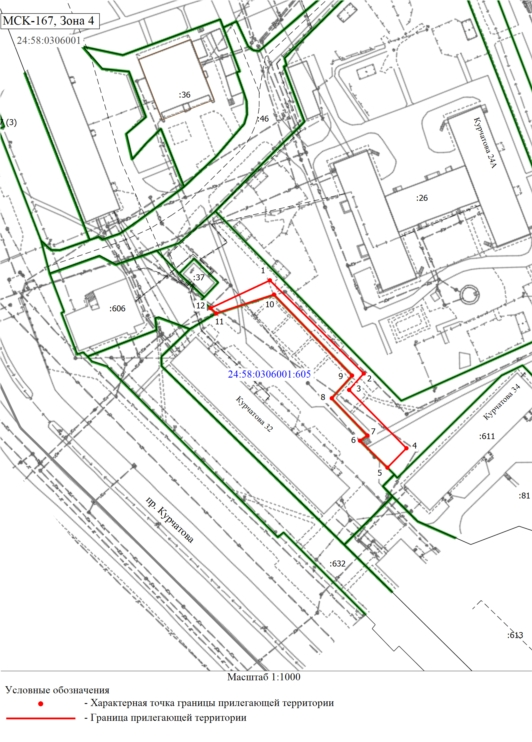 МСК-167, Зона 4
24:58:0306001
:36
(3)
:46
Курчатова 24А
:26
:37
1
10
12
11
:606
24:58:0306001:605
9
2
3
8
Курчатова 32
Курчатова 34
7
6
4
5
:611
:81
пр. Курчатова
:632
:613
Масштаб 1:1000
Условные обозначения
- Характерная точка границы прилегающей территории
- Граница прилегающей территории